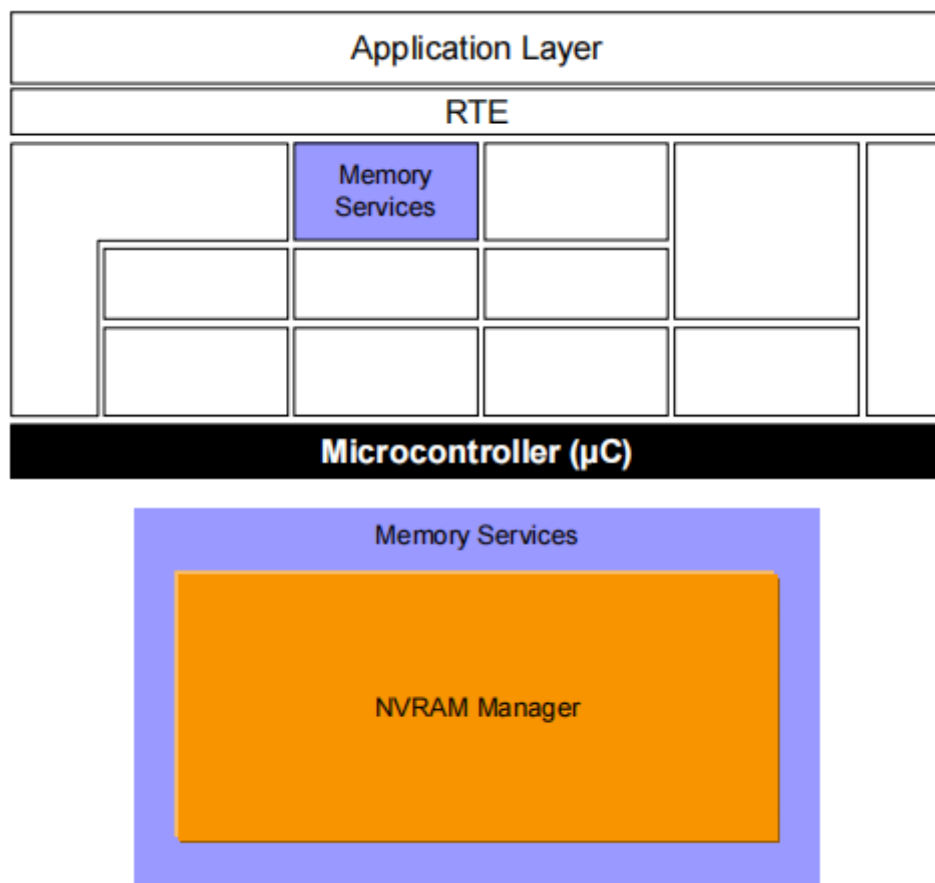 Application Layer
RTE
Memory
Services
Microcontroller (µC)
Memory Services
NVRAM Manager